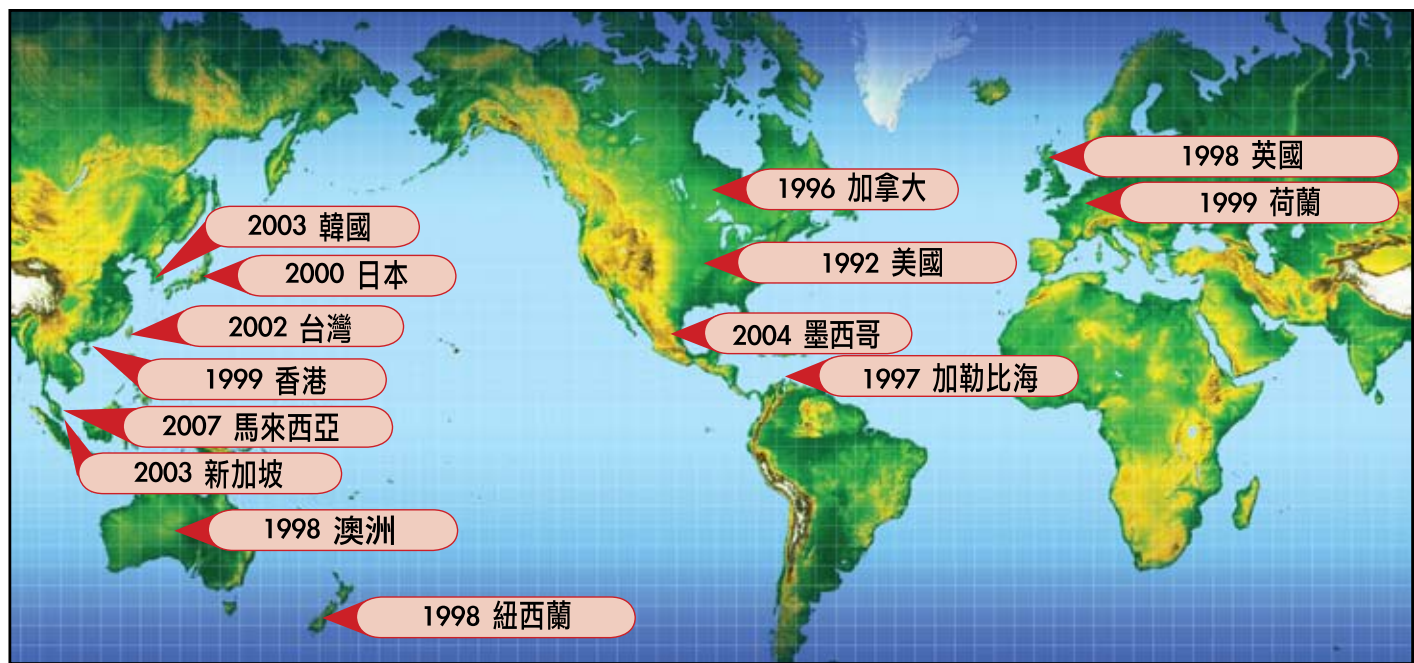 1998 英國
1996 加拿大
1999 荷蘭
2003 韓國
1992 美國
2000 日本
2002 台灣
2004 墨西哥
1999 香港
1997 加勒比海
2007 馬來西亞
2003 新加坡
1998 澳洲
1998 紐西蘭